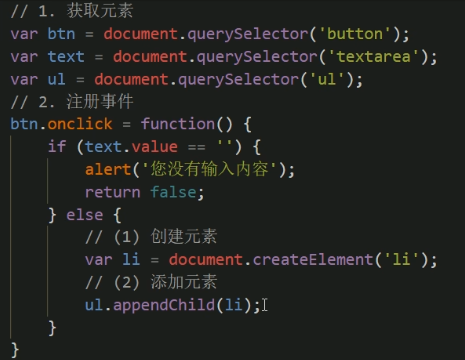 // 1. 获取元素
var btn = document.querySelector('button');
var text = document.querySelector('textarea');
var ul = document.querySelector('ul');
// 2. 注册事件
btn.onclick = function() {
    if (text.value == '') {
        alert('您没有输入内容');
        return false;
    } else {
        // (1) 创建元素
        var li = document.createElement('li');
        // (2) 添加元素
        ul.appendChild(li);
    }
}